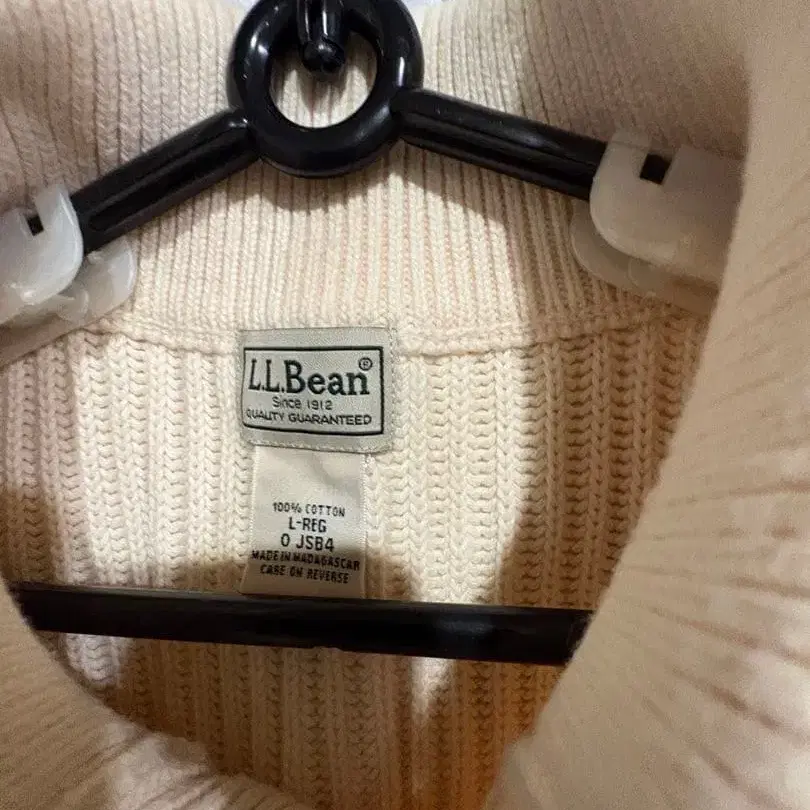 L.L.Bean®
Since 1912
QUALITY GUARANTEED
100% COTTON
L-REG
0 JSB4
MADE IN MADAGASCAR
CARE ON REVERSE